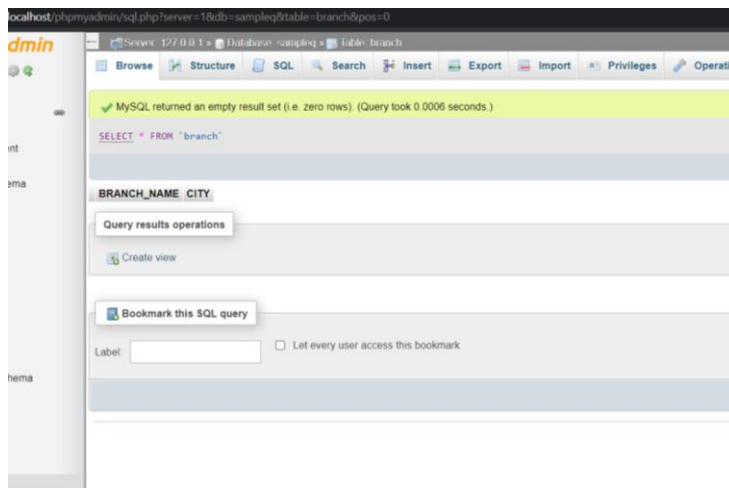 localhost/phpmyadmin/sql.php?server=1&db=sampleq&table=branch&pos=0
dmin
Server: 127.0.0.1 » Database: sampleq » Table: branch
Browse Structure SQL Search Insert Export Import Privileges Operati
MySQL returned an empty result set (i.e. zero rows). (Query took 0.0006 seconds.)
SELECT * FROM `branch`
nt
ema
BRANCH_NAME CITY
Query results operations
Create view
Bookmark this SQL query
Label: Let every user access this bookmark
hema